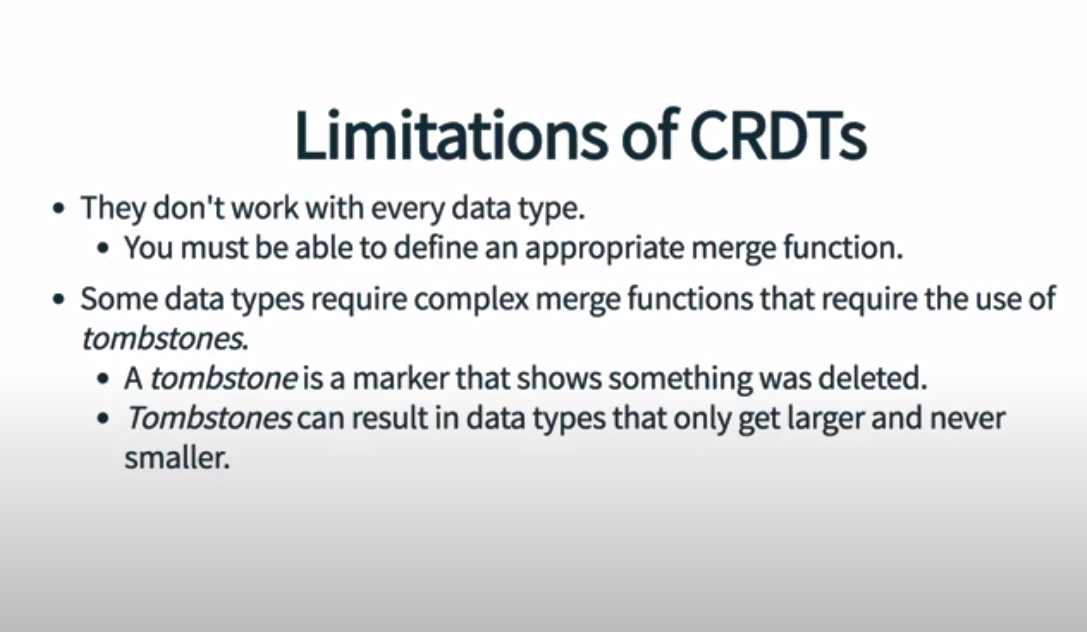 Limitations of CRDTs
• They don't work with every data type.
• You must be able to define an appropriate merge function.
• Some data types require complex merge functions that require the use of
tombstones.
• A tombstone is a marker that shows something was deleted.
• Tombstones can result in data types that only get larger and never
smaller.